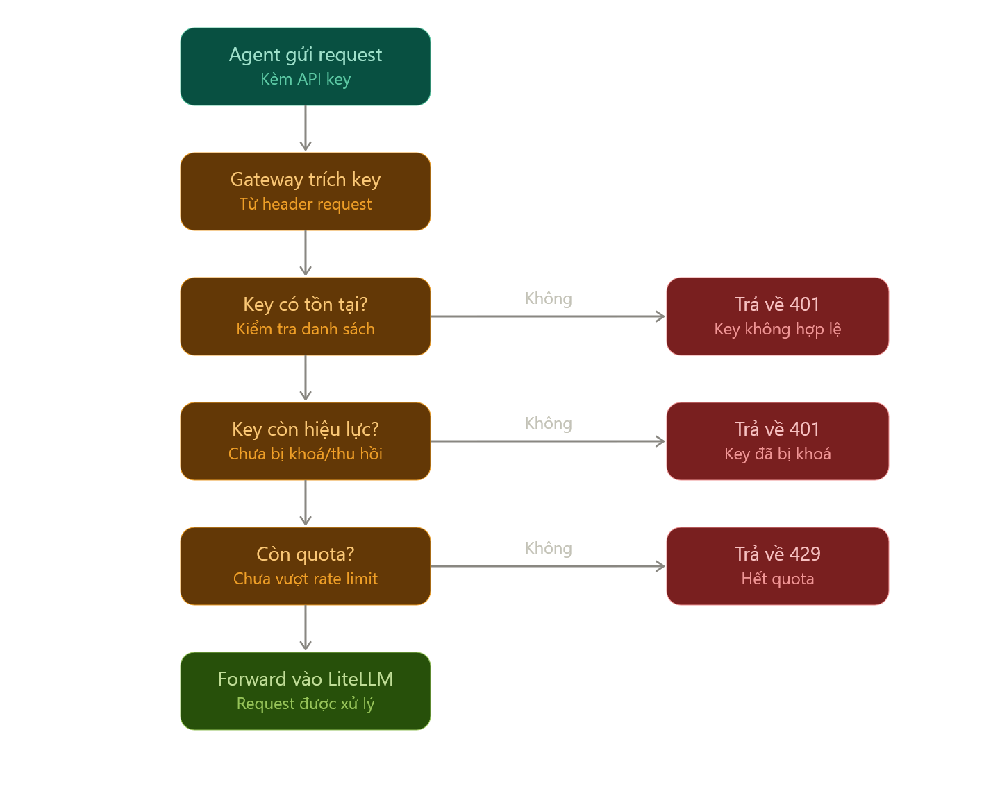 Agent gửi request
Kèm API key
Gateway trích key
Từ header request
Key có tồn tại?
Kiểm tra danh sách
Không
Trả về 401
Key không hợp lệ
Key còn hiệu lực?
Chưa bị khoá/thu hồi
Không
Trả về 401
Key đã bị khoá
Còn quota?
Chưa vượt rate limit
Không
Trả về 429
Hết quota
Forward vào LiteLLM
Request được xử lý